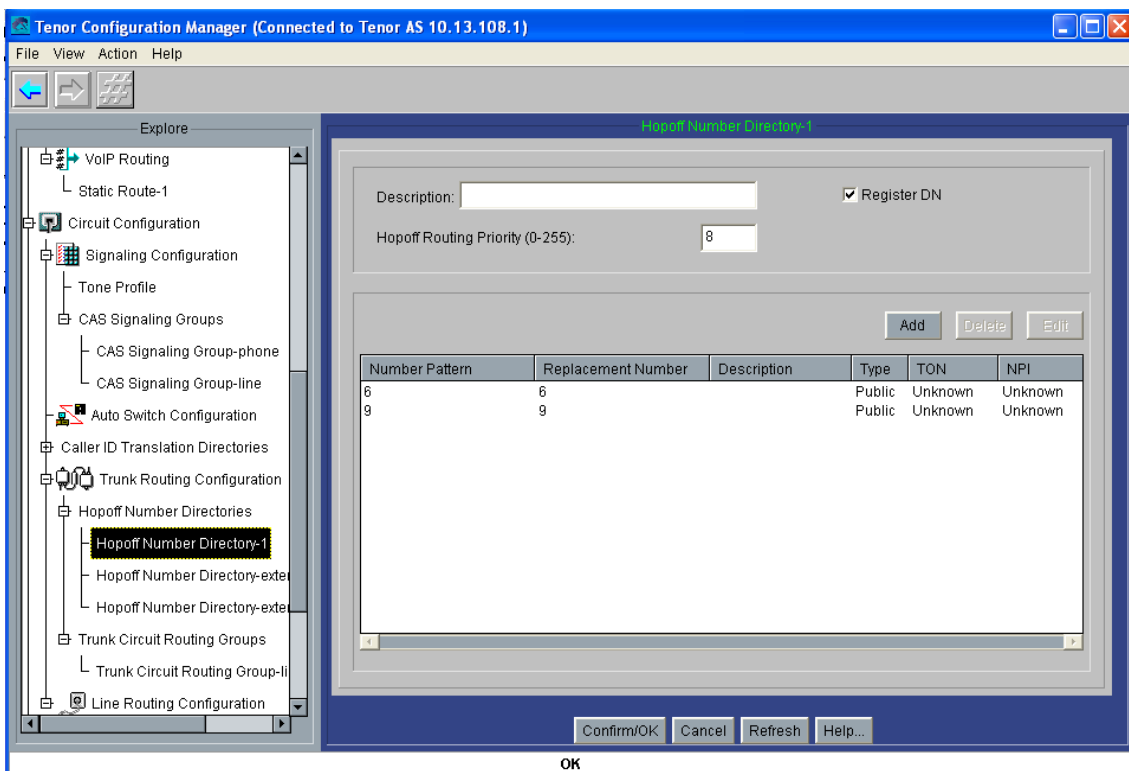 Tenor Configuration Manager (Connected to Tenor AS 10.13.108.1)
File View Action Help
Explore
VoIP Routing
Static Route-1
Circuit Configuration
Signaling Configuration
Tone Profile
CAS Signaling Groups
CAS Signaling Group-phone
CAS Signaling Group-line
Auto Switch Configuration
Caller ID Translation Directories
Trunk Routing Configuration
Hopoff Number Directories
Hopoff Number Directory-1
Hopoff Number Directory-exter
Hopoff Number Directory-exter
Trunk Circuit Routing Groups
Trunk Circuit Routing Group-li
Line Routing Configuration
Hopoff Number Directory-1
Description:
Register DN
Hopoff Routing Priority (0-255): 8
Add Delete Edit
Number Pattern Replacement Number Description Type TON NPI
6 6 Public Unknown Unknown
9 9 Public Unknown Unknown
Confirm/OK Cancel Refresh Help...
OK